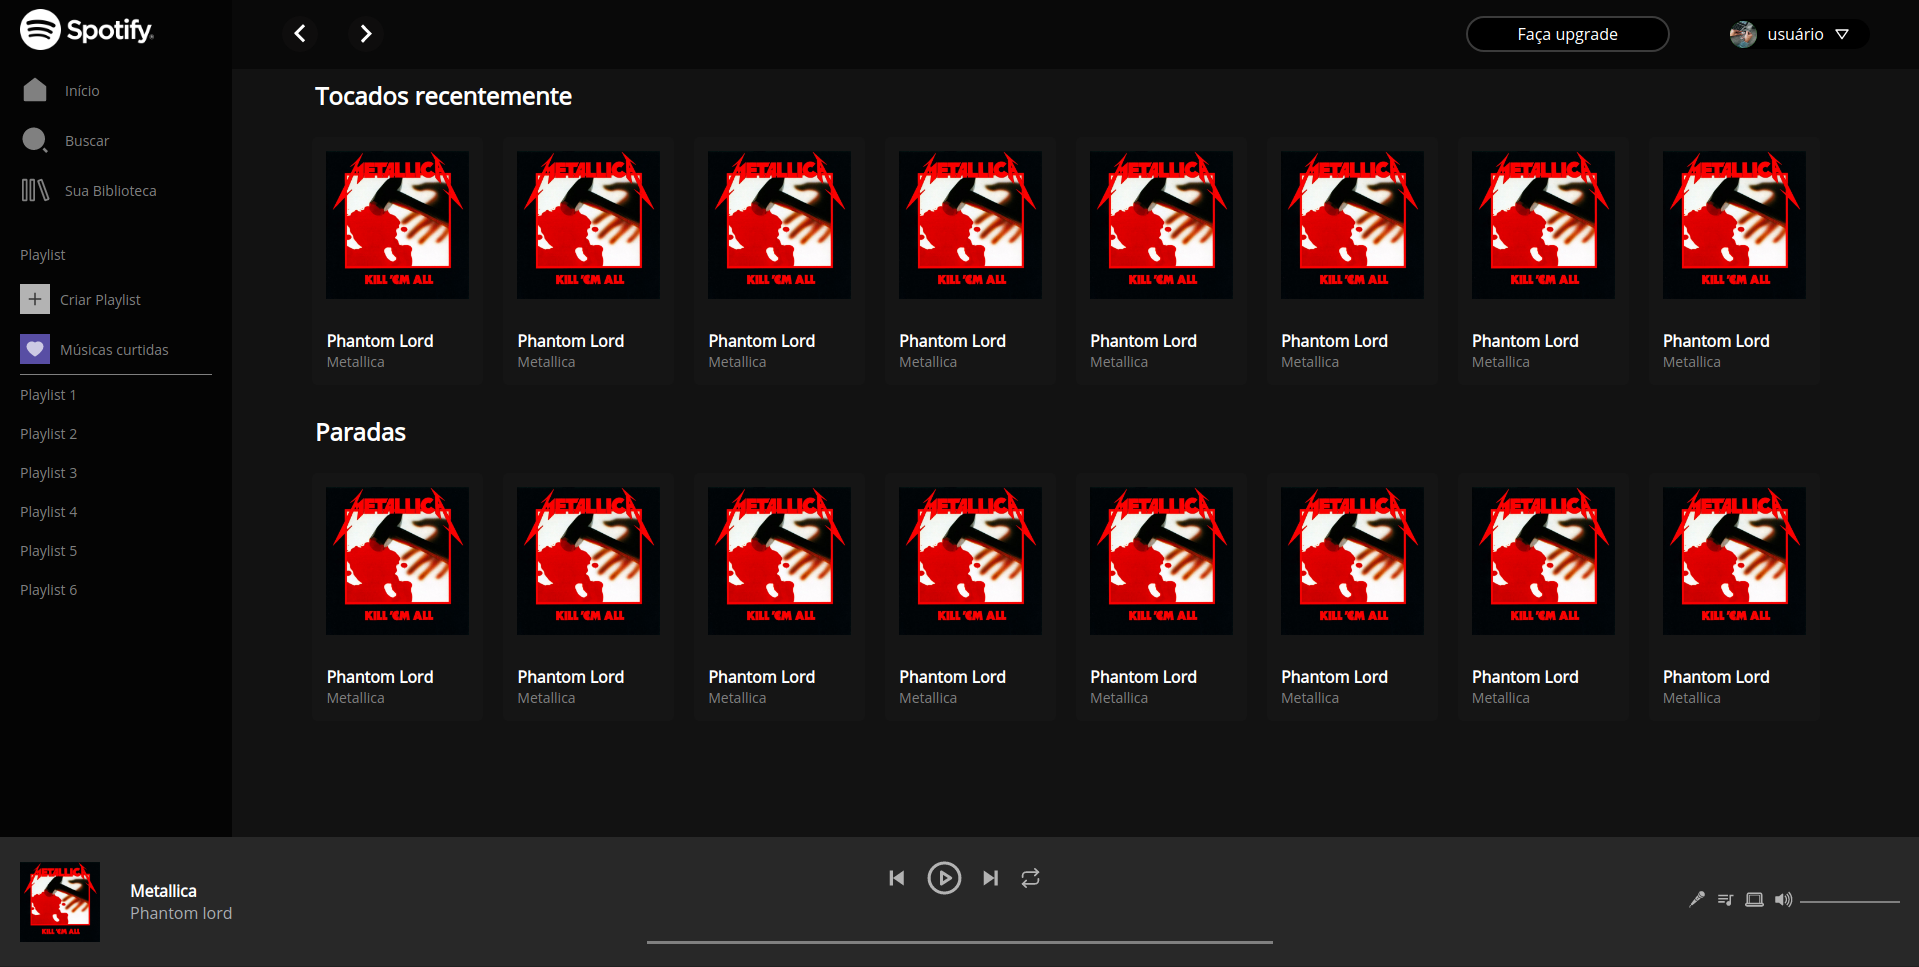 Spotify
Início
Buscar
Sua Biblioteca
Playlist
Criar Playlist
Músicas curtidas
Playlist 1
Playlist 2
Playlist 3
Playlist 4
Playlist 5
Playlist 6
Faça upgrade
usuário
Tocados recentemente
METALLICA METALLICA METALLICA METALLICA METALLICA METALLICA METALLICA METALLICA
KILL 'EM ALL KILL 'EM ALL KILL 'EM ALL KILL 'EM ALL KILL 'EM ALL KILL 'EM ALL KILL 'EM ALL KILL 'EM ALL
Phantom Lord Phantom Lord Phantom Lord Phantom Lord Phantom Lord Phantom Lord Phantom Lord Phantom Lord
Metallica Metallica Metallica Metallica Metallica Metallica Metallica Metallica
Paradas
METALLICA METALLICA METALLICA METALLICA METALLICA METALLICA METALLICA METALLICA
KILL 'EM ALL KILL 'EM ALL KILL 'EM ALL KILL 'EM ALL KILL 'EM ALL KILL 'EM ALL KILL 'EM ALL KILL 'EM ALL
Phantom Lord Phantom Lord Phantom Lord Phantom Lord Phantom Lord Phantom Lord Phantom Lord Phantom Lord
Metallica Metallica Metallica Metallica Metallica Metallica Metallica Metallica
METALLICA
KILL 'EM ALL
Metallica
Phantom lord